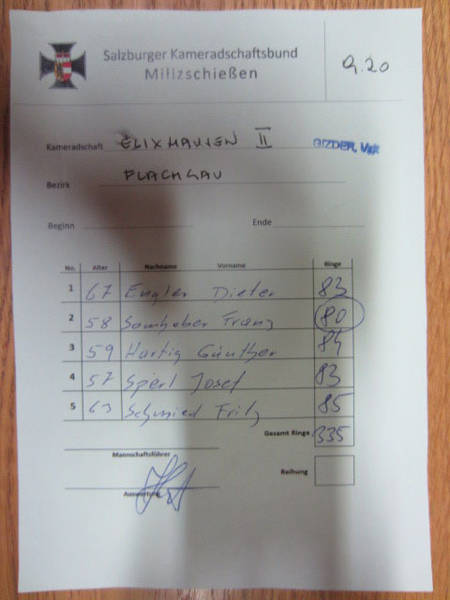 Salzburger Kameradschaftsbund
Milizschießen
9.20
Kameradschaft ELIXHAUSEN II
Bezirk FLACHGAU
Beginn Ende
No. Alter Nachname Vorname Ringe
1 67 Engler Dieter 83
2 58 Samhaber Franz 80
3 59 Hartig Günther 84
4 57 Sperl Josef 83
5 63 Schmied Fritz 85
Gesamt Ringe 335
Mannschaftsführer
Reihung
Auswertung